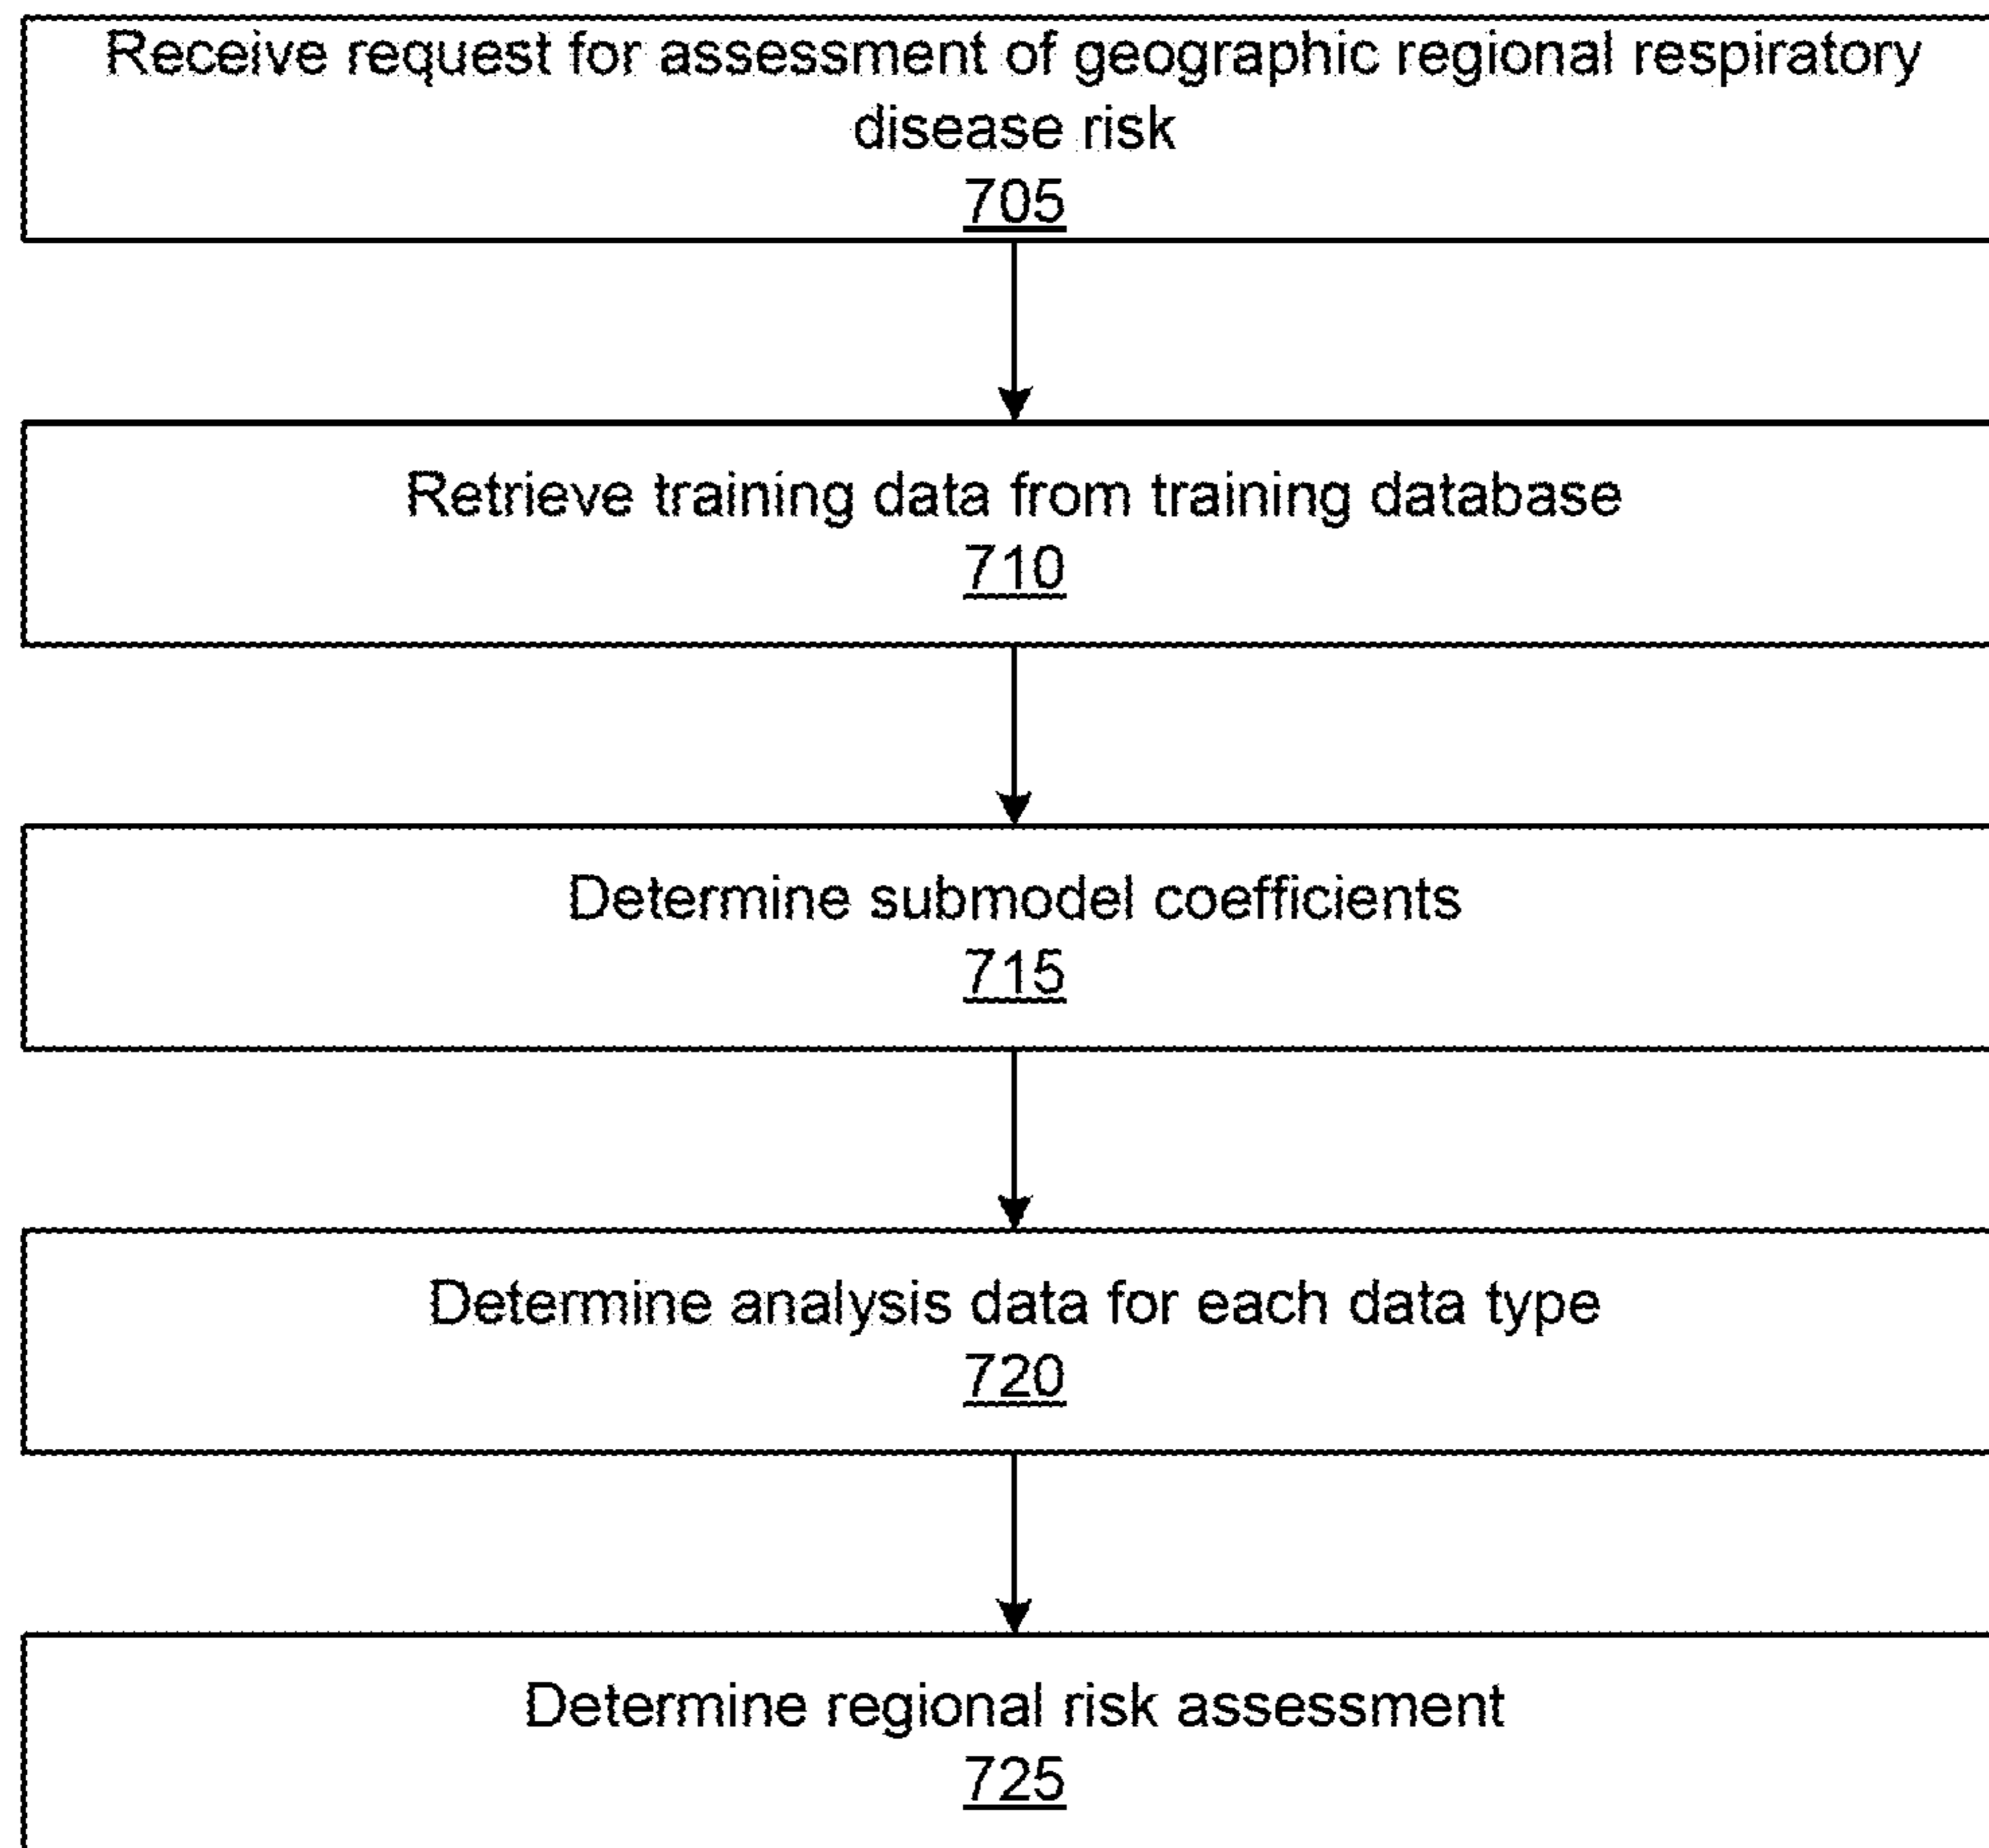 Receive request for assessment of geographic regional respiratory
disease risk
705
Retrieve training data from training database
710
Determine submodel coefficients
715
Determine analysis data for each data type
720
Determine regional risk assessment
725